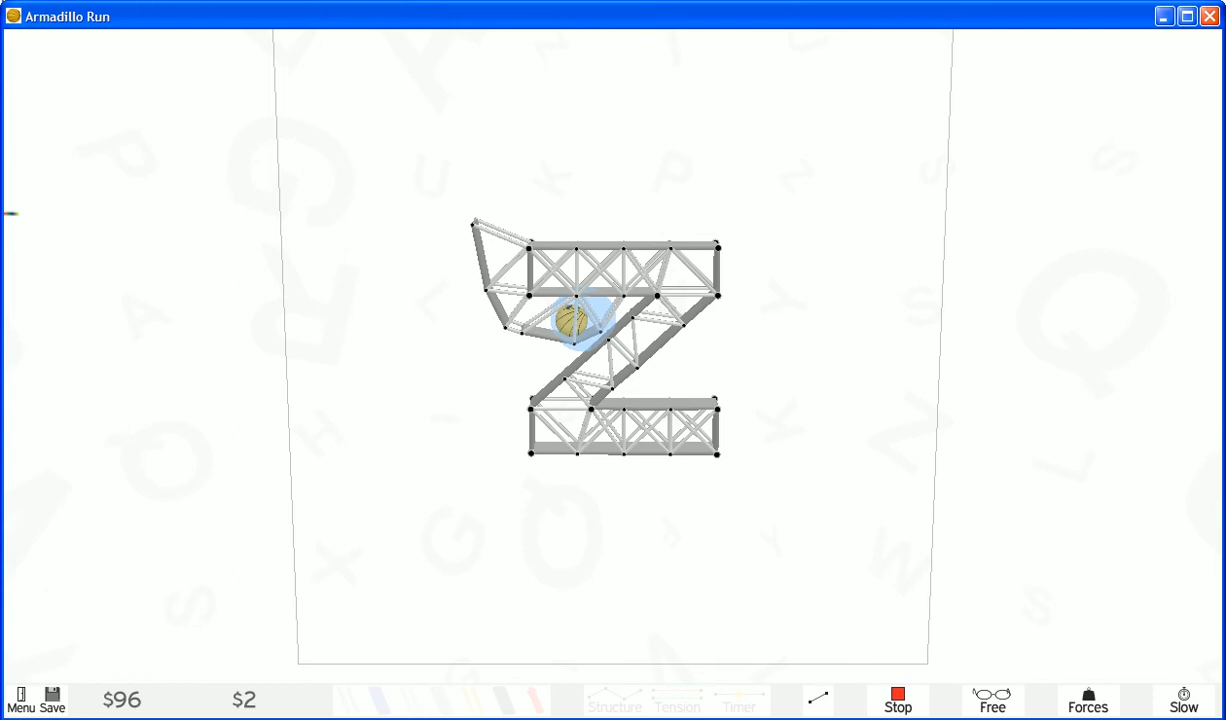 Armadillo Run
Menu Save $96 $2 Structure Tension Timer Stop Free Forces Slow